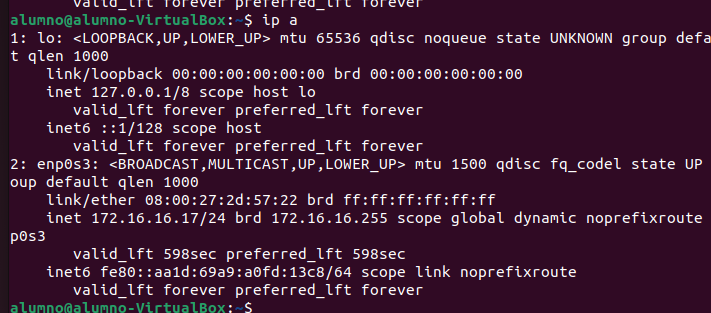 valid_lft forever preferred_lft forever
alumno@alumno-VirtualBox:~$ ip a
1: lo: <LOOPBACK,UP,LOWER_UP> mtu 65536 qdisc noqueue state UNKNOWN group defa
t qlen 1000
    link/loopback 00:00:00:00:00:00 brd 00:00:00:00:00:00
    inet 127.0.0.1/8 scope host lo
       valid_lft forever preferred_lft forever
    inet6 ::1/128 scope host
       valid_lft forever preferred_lft forever
2: enp0s3: <BROADCAST,MULTICAST,UP,LOWER_UP> mtu 1500 qdisc fq_codel state UP
oup default qlen 1000
    link/ether 08:00:27:2d:57:22 brd ff:ff:ff:ff:ff:ff
    inet 172.16.16.17/24 brd 172.16.16.255 scope global dynamic noprefixroute
p0s3
       valid_lft 598sec preferred_lft 598sec
    inet6 fe80::aa1d:69a9:a0fd:13c8/64 scope link noprefixroute
       valid_lft forever preferred_lft forever
alumno@alumno-VirtualBox:~$